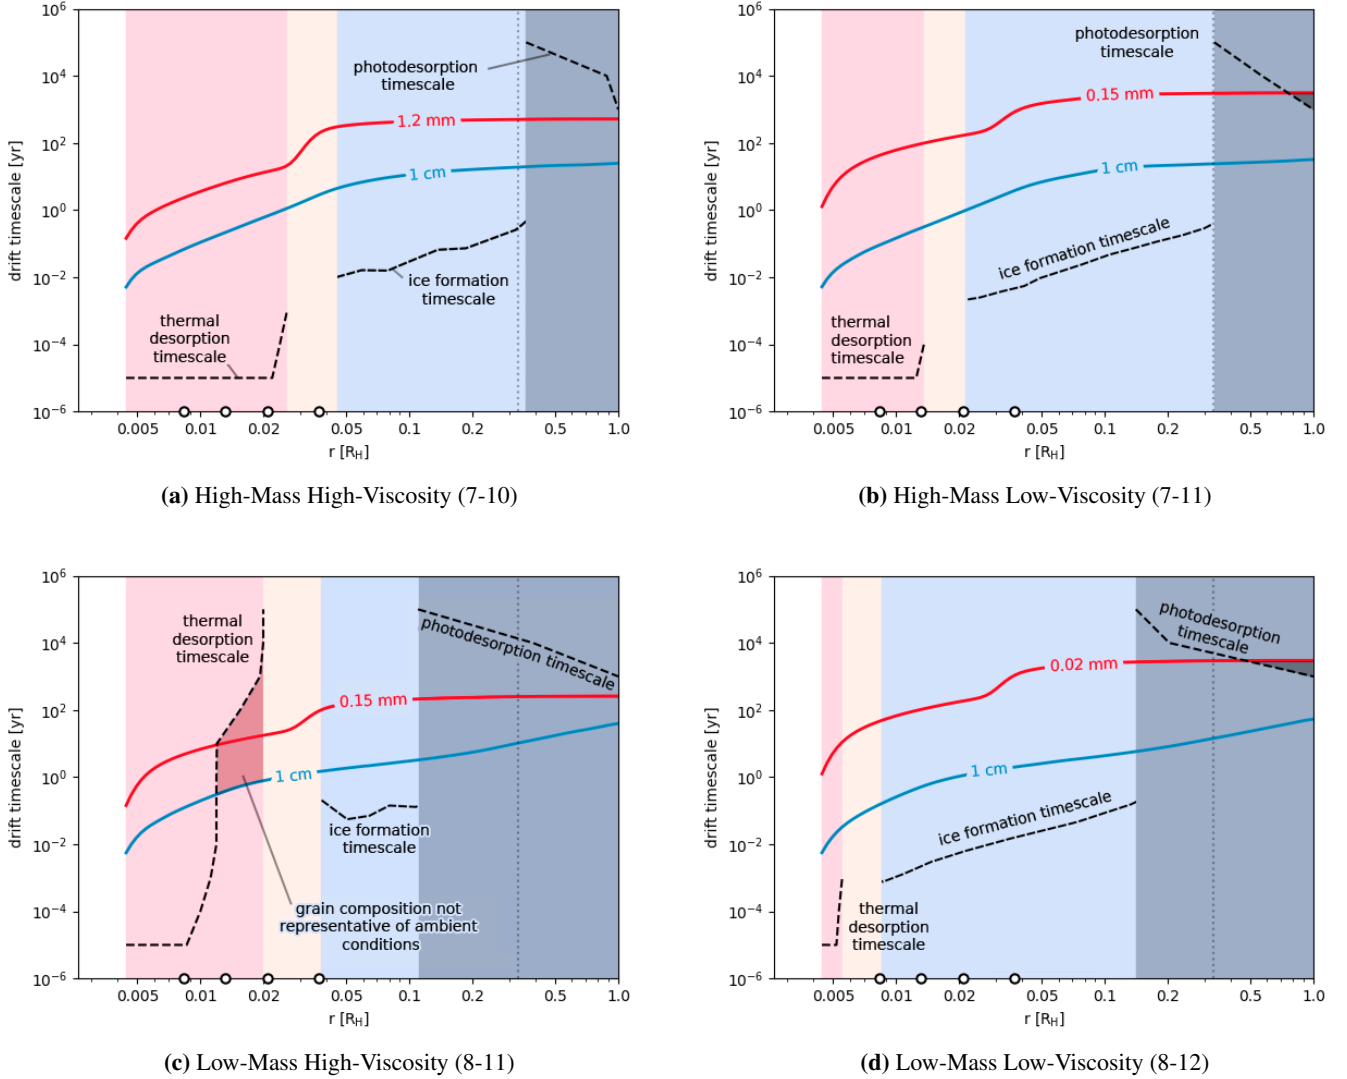 10^6
10^4
10^2
10^0
10^-2
10^-4
10^-6
drift timescale [yr]
photodesorption
timescale
1.2 mm
1 cm
ice formation
timescale
thermal
desorption
timescale
0.005 0.01 0.02 0.05 0.1 0.5 1.0
r [R_H]
(a) High-Mass High-Viscosity (7-10)
10^6
10^4
10^2
10^0
10^-2
10^-4
10^-6
drift timescale [yr]
photodesorption
timescale
0.15 mm
1 cm
ice formation timescale
thermal
desorption
timescale
0.005 0.01 0.02 0.05 0.1 0.2 0.5 1.0
r [R_H]
(b) High-Mass Low-Viscosity (7-11)
10^6
10^4
10^2
10^0
10^-2
10^-4
10^-6
drift timescale [yr]
thermal
desorption
timescale
photodesorption timescale
0.15 mm
1 cm
ice formation
timescale
grain composition not
representative of ambient
conditions
0.005 0.01 0.02 0.05 0.1 0.5 1.0
r [R_H]
(c) Low-Mass High-Viscosity (8-11)
10^6
10^4
10^2
10^0
10^-2
10^-4
10^-6
drift timescale [yr]
photodesorption
timescale
0.02 mm
1 cm
ice formation timescale
thermal
desorption
timescale
0.005 0.01 0.02 0.05 0.1 0.2 0.5 1.0
r [R_H]
(d) Low-Mass Low-Viscosity (8-12)